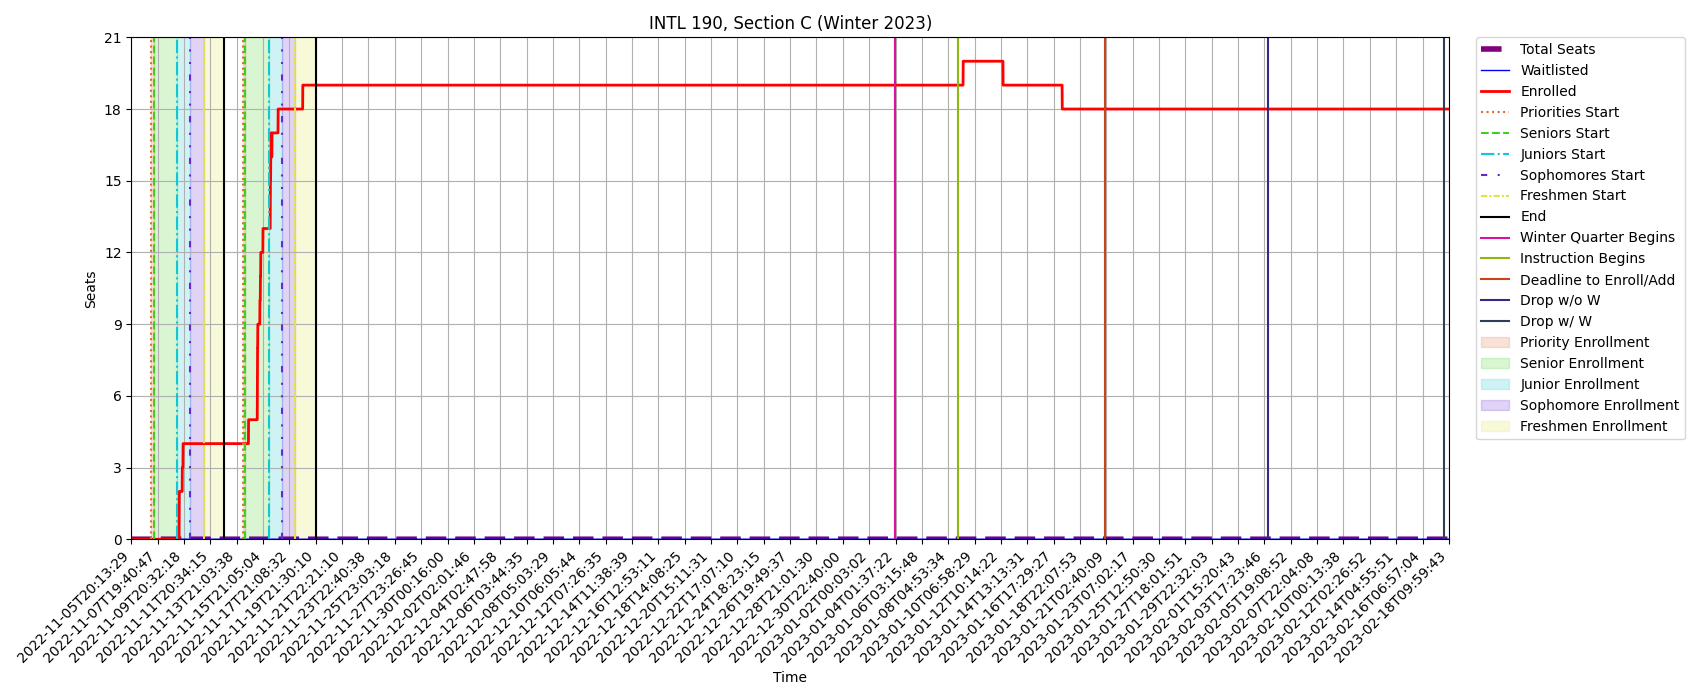 INTL 190, Section C (Winter 2023)
21
18
15
12
9
6
3
0
Seats
2022-11-05T20:13:29
2022-11-07T19:40:47
2022-11-09T20:32:18
2022-11-11T20:34:15
2022-11-13T21:03:38
2022-11-15T21:05:04
2022-11-17T21:08:32
2022-11-19T21:30:10
2022-11-21T22:21:10
2022-11-23T22:40:38
2022-11-25T23:03:18
2022-11-27T23:26:45
2022-11-30T00:16:00
2022-12-02T02:01:46
2022-12-04T02:47:58
2022-12-06T03:44:35
2022-12-08T05:03:29
2022-12-10T06:05:44
2022-12-12T07:26:35
2022-12-14T11:38:39
2022-12-16T12:53:11
2022-12-18T14:08:25
2022-12-20T15:11:31
2022-12-22T17:07:10
2022-12-24T18:23:15
2022-12-26T19:49:37
2022-12-28T21:01:30
2022-12-30T22:40:00
2023-01-02T00:03:02
2023-01-04T01:37:22
2023-01-06T03:15:48
2023-01-08T04:53:34
2023-01-10T06:58:29
2023-01-12T10:14:22
2023-01-14T13:13:31
2023-01-16T17:29:27
2023-01-18T22:07:53
2023-01-21T02:40:09
2023-01-23T07:02:17
2023-01-25T12:50:30
2023-01-27T18:01:51
2023-01-29T22:32:03
2023-02-01T15:20:43
2023-02-03T17:23:46
2023-02-05T19:08:52
2023-02-07T22:04:08
2023-02-10T00:13:38
2023-02-12T02:26:52
2023-02-14T04:55:51
2023-02-16T06:57:04
2023-02-18T09:59:43
Time
Total Seats
Waitlisted
Enrolled
Priorities Start
Seniors Start
Juniors Start
Sophomores Start
Freshmen Start
End
Winter Quarter Begins
Instruction Begins
Deadline to Enroll/Add
Drop w/o W
Drop w/ W
Priority Enrollment
Senior Enrollment
Junior Enrollment
Sophomore Enrollment
Freshmen Enrollment